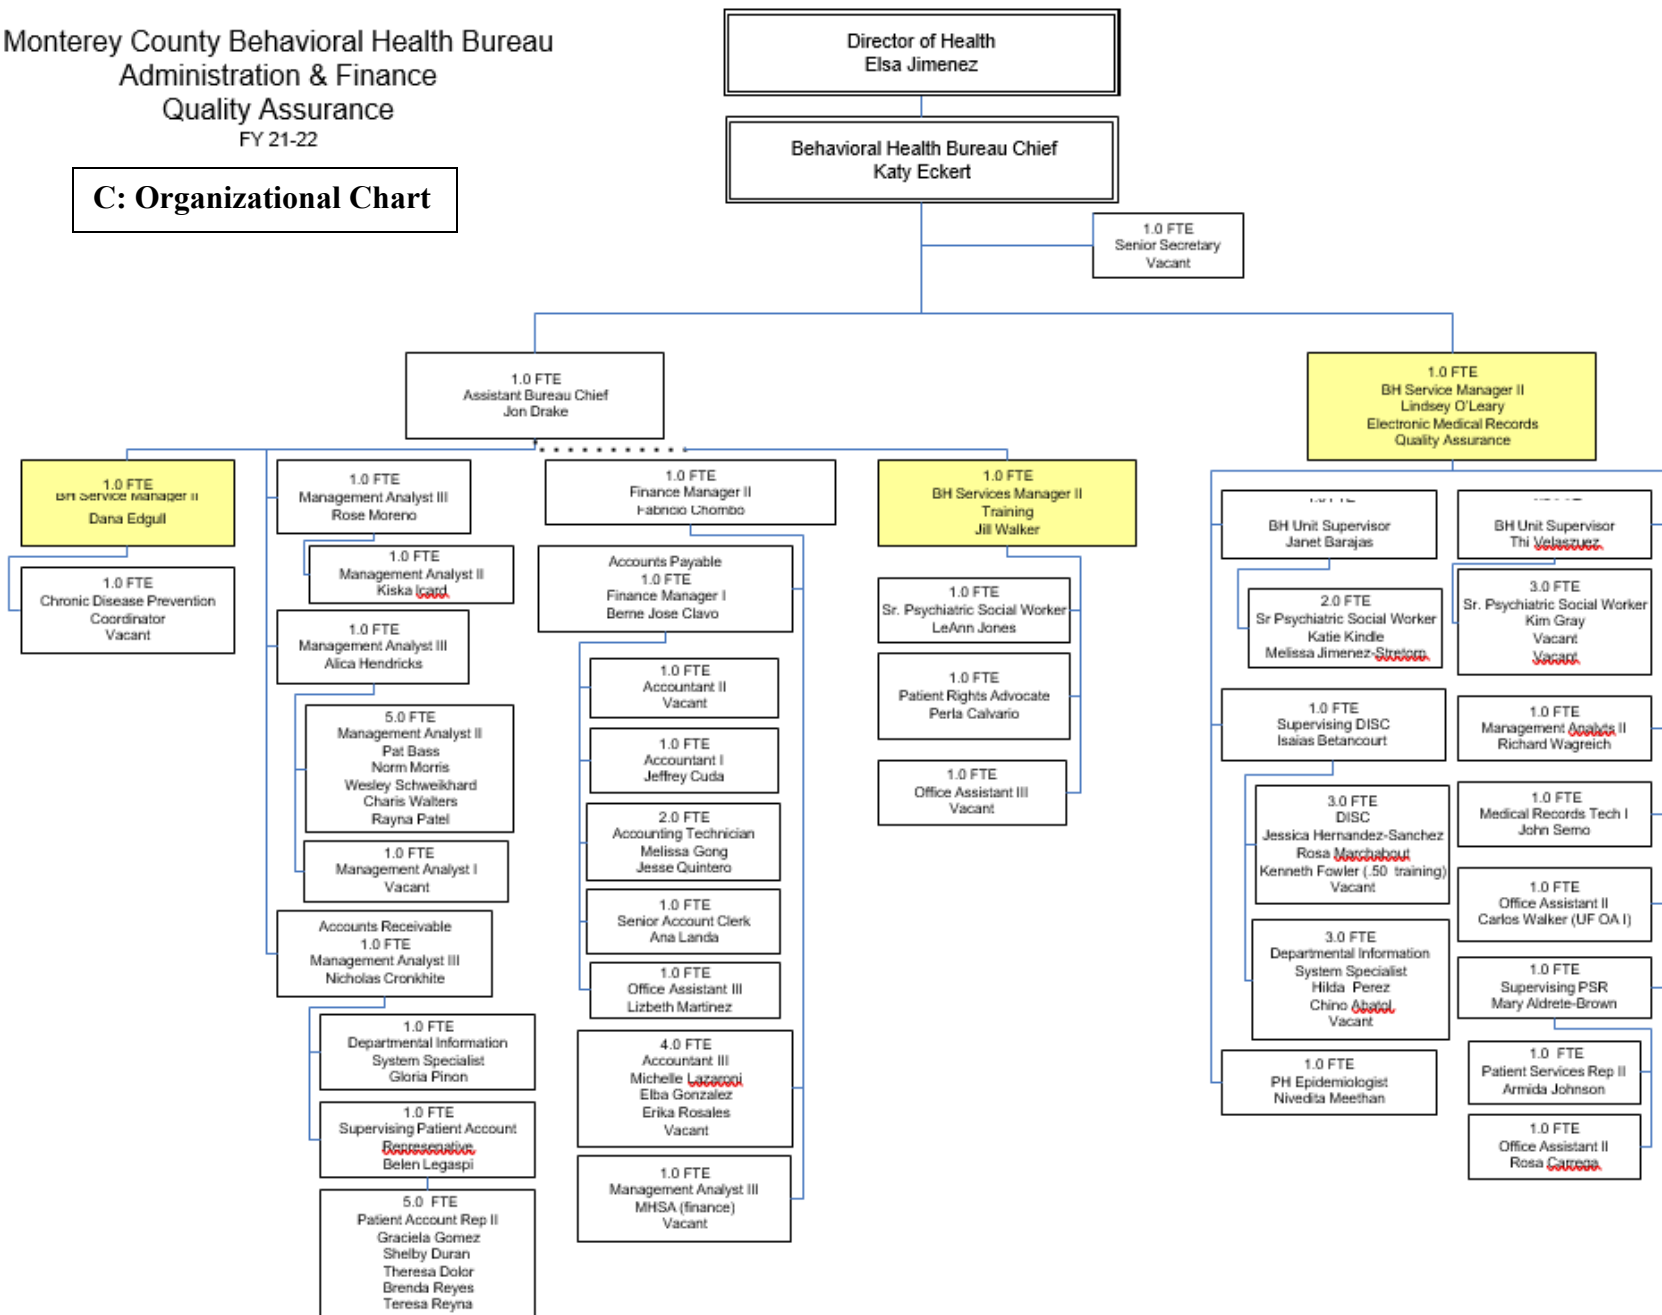 Monterey County Behavioral Health Bureau
Administration & Finance
Quality Assurance
FY 21-22
C: Organizational Chart
Director of Health
Elsa Jimenez
Behavioral Health Bureau Chief
Katy Eckert
1.0 FTE
Senior Secretary
Vacant
1.0 FTE
Assistant Bureau Chief
Jon Drake
1.0 FTE
BH Service Manager II
Lindsey O'Leary
Electronic Medical Records
Quality Assurance
1.0 FTE
BH Service Manager II
Dana Edgull
1.0 FTE
Chronic Disease Prevention
Coordinator
Vacant
1.0 FTE
Management Analyst III
Rose Moreno
1.0 FTE
Management Analyst II
Kiska Icard
1.0 FTE
Management Analyst III
Alica Hendricks
5.0 FTE
Management Analyst II
Pat Bass
Norm Morris
Wesley Schweikhard
Charis Walters
Rayna Patel
1.0 FTE
Management Analyst I
Vacant
Accounts Receivable
1.0 FTE
Management Analyst III
Nicholas Cronkhite
1.0 FTE
Departmental Information
System Specialist
Gloria Pinon
1.0 FTE
Supervising Patient Account
Represenative
Belen Legaspi
5.0 FTE
Patient Account Rep II
Graciela Gomez
Shelby Duran
Theresa Dolor
Brenda Reyes
Teresa Reyna
1.0 FTE
Finance Manager II
Fabricio Chombo
Accounts Payable
1.0 FTE
Finance Manager I
Berne Jose Clavo
1.0 FTE
Accountant II
Vacant
1.0 FTE
Accountant I
Jeffrey Cuda
2.0 FTE
Accounting Technician
Melissa Gong
Jesse Quintero
1.0 FTE
Senior Account Clerk
Ana Landa
1.0 FTE
Office Assistant III
Lizbeth Martinez
4.0 FTE
Accountant III
Michelle Lazaroni
Elba Gonzalez
Erika Rosales
Vacant
1.0 FTE
Management Analyst III
MHSA (finance)
Vacant
1.0 FTE
BH Services Manager II
Training
Jill Walker
1.0 FTE
Sr. Psychiatric Social Worker
LeAnn Jones
1.0 FTE
Patient Rights Advocate
Perla Calvario
1.0 FTE
Office Assistant III
Vacant
BH Unit Supervisor
Janet Barajas
2.0 FTE
Sr Psychiatric Social Worker
Katie Kindle
Melissa Jimenez-Stretom
1.0 FTE
Supervising DISC
Isaias Betancourt
3.0 FTE
DISC
Jessica Hernandez-Sanchez
Rosa Marchabout
Kenneth Fowler (.50 training)
Vacant
3.0 FTE
Departmental Information
System Specialist
Hilda Perez
Chino Abatol
Vacant
1.0 FTE
PH Epidemiologist
Nivedita Meethan
BH Unit Supervisor
Thi Velaszuez
3.0 FTE
Sr. Psychiatric Social Worker
Kim Gray
Vacant
Vacant
1.0 FTE
Management Analyts II
Richard Wagreich
1.0 FTE
Medical Records Tech I
John Serno
1.0 FTE
Office Assistant II
Carlos Walker (UF OA I)
1.0 FTE
Supervising PSR
Mary Aldrete-Brown
1.0 FTE
Patient Services Rep II
Armida Johnson
1.0 FTE
Office Assistant II
Rosa Carrega